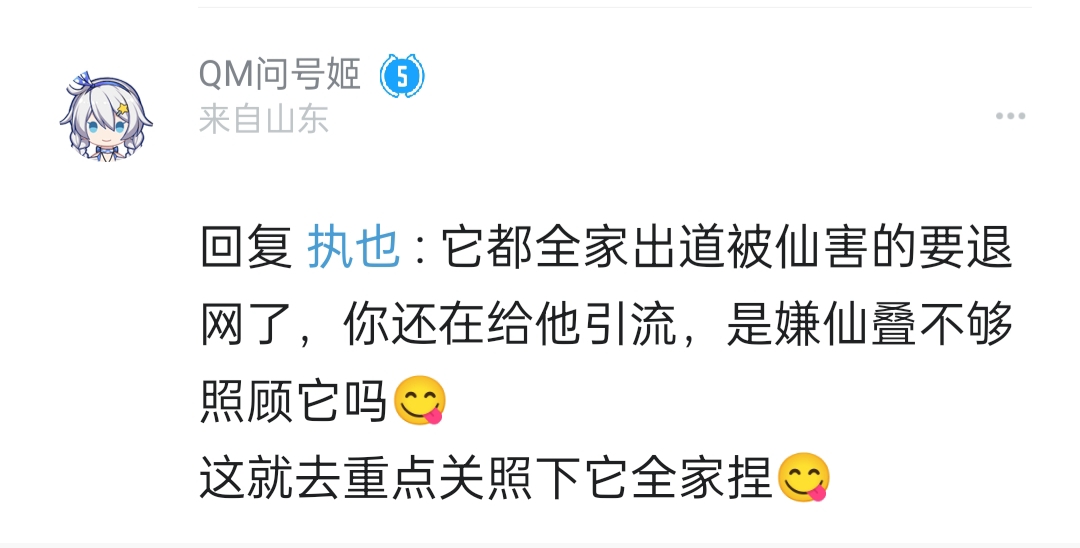 QM问号姬 5
来自山东
回复 执也 : 它都全家出道被仙害的要退
网了，你还在给他引流，是嫌仙叠不够
照顾它吗😋
这就去重点关照下它全家捏😋